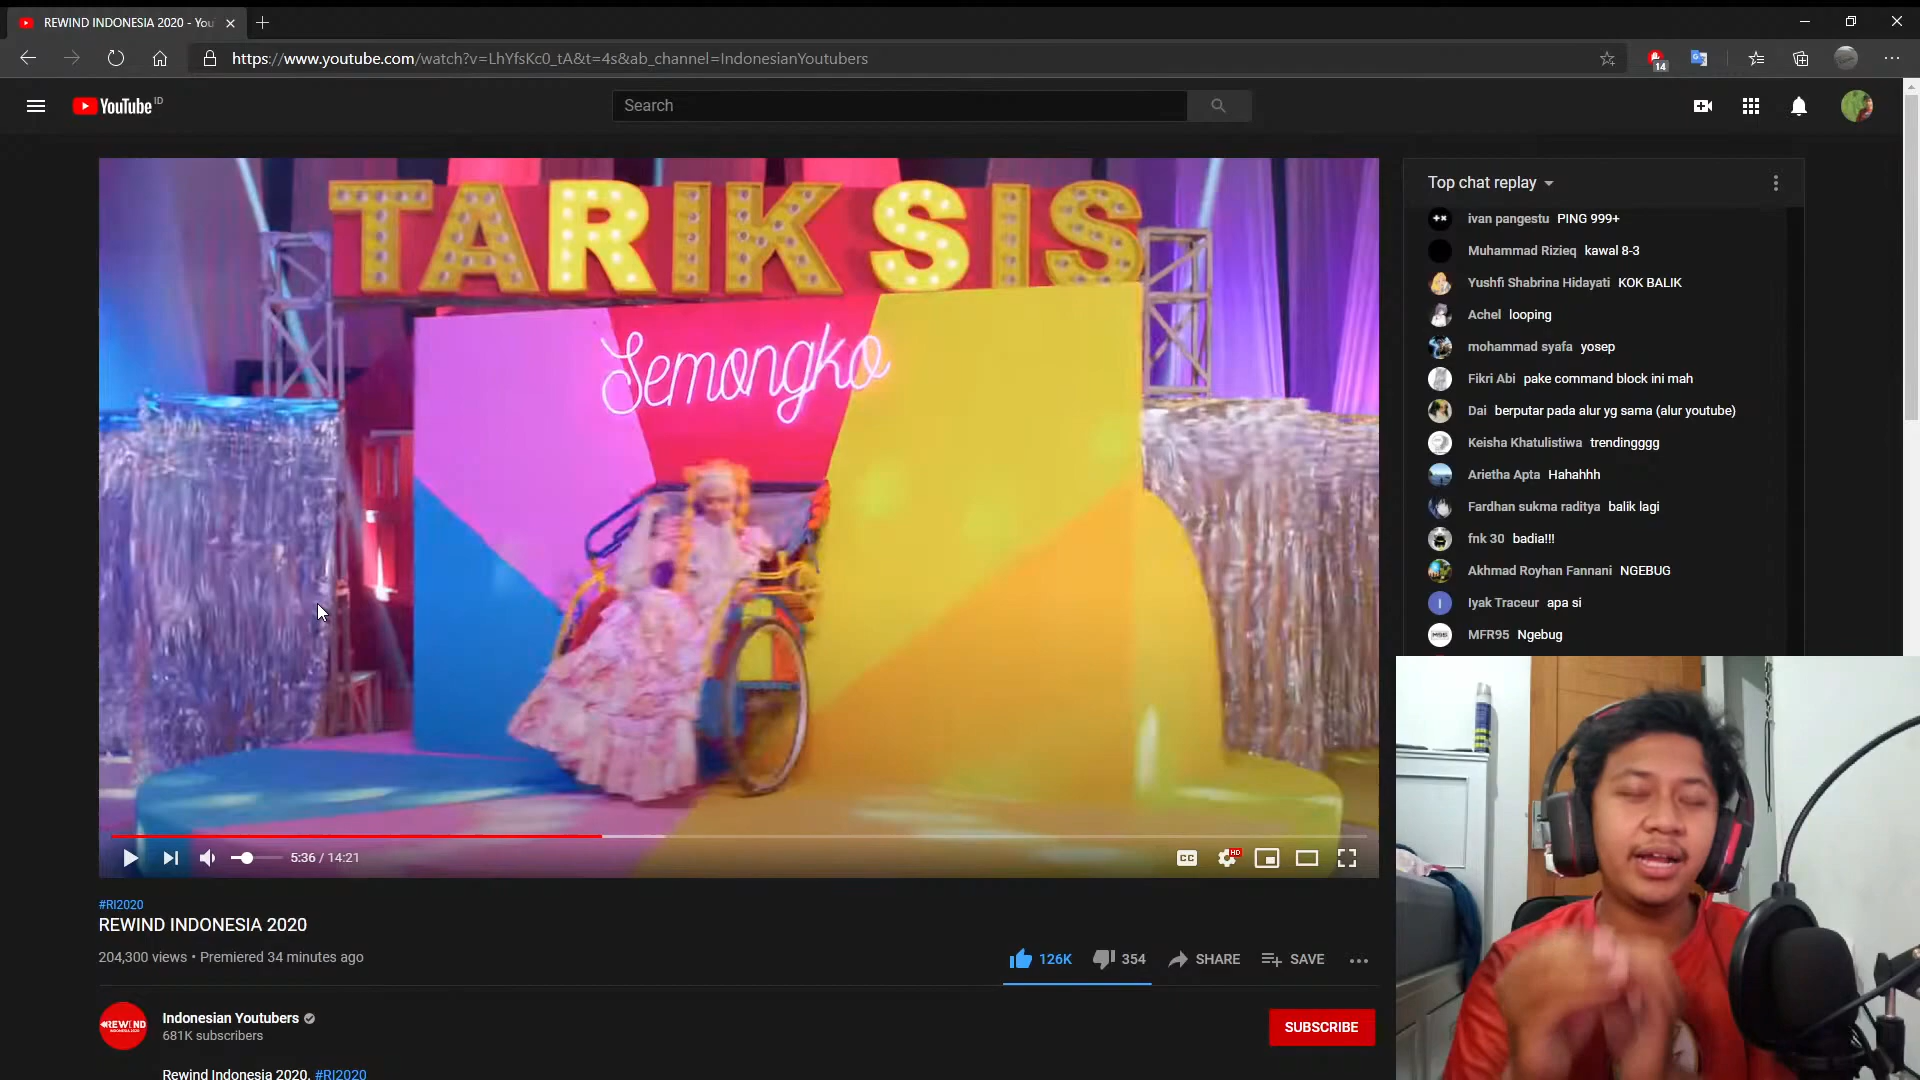 REWIND INDONESIA 2020 - You
https://www.youtube.com/watch?v=LhYfsKc0_tA&t=4s&ab_channel=IndonesianYoutubers
14
YouTube ID
Search
TARIK SIS
Semongko
Top chat replay
ivan pangestu PING 999+
Muhammad Rizieq kawal 8-3
Yushfi Shabrina Hidayati KOK BALIK
Achel looping
mohammad syafa yosep
Fikri Abi pake command block ini mah
Dai berputar pada alur yg sama (alur youtube)
Keisha Khatulistiwa trendingggg
Arietha Apta Hahahhh
Fardhan sukma raditya balik lagi
fnk 30 badia!!!
Akhmad Royhan Fannani NGEBUG
I Iyak Traceur apa si
MFR95 Ngebug
5:36 / 14:21
CC
HD
#RI2020
REWIND INDONESIA 2020
204,300 views • Premiered 34 minutes ago
126K 354 SHARE SAVE
REWIND
Indonesian Youtubers
681K subscribers
SUBSCRIBE
Rewind Indonesia 2020, #RI2020